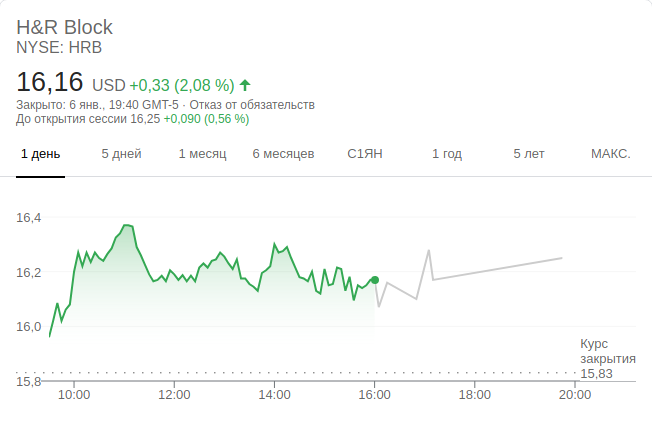 H&R Block
NYSE: HRB
16,16 USD +0,33 (2,08 %)
Закрыто: 6 янв., 19:40 GMT-5 · Отказ от обязательств
До открытия сессии 16,25 +0,090 (0,56 %)
1 день 5 дней 1 месяц 6 месяцев С1ЯН 1 год 5 лет МАКС.
16,4
16,2
16,0
Курс
закрытия
15,83
15,8
10:00 12:00 14:00 16:00 18:00 20:00